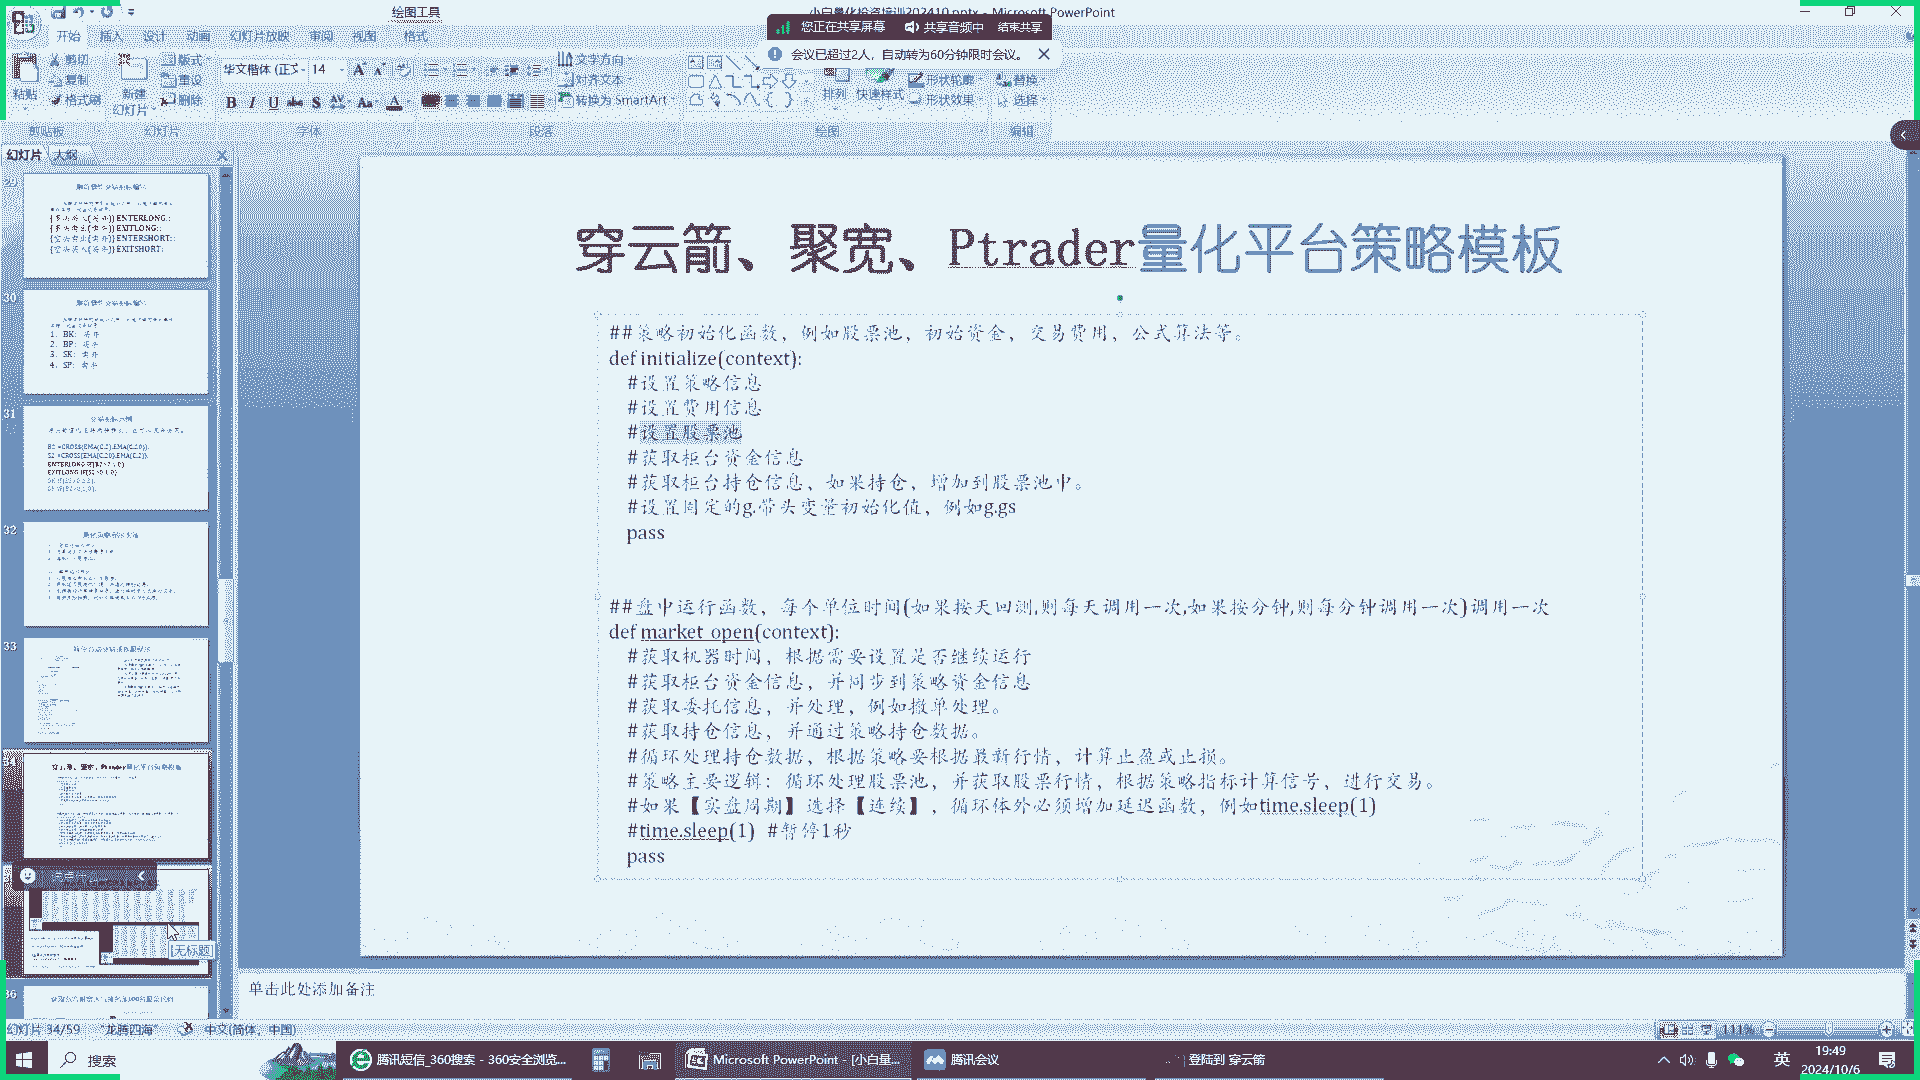 绘图工具
小白量化投资培训202410.pptx - Microsoft PowerPoint
您正在共享屏幕
共享音频中
结束共享
会议已超过2人，自动转为60分钟限时会议。
开始 插入 设计 动画 幻灯片放映 审阅 视图 格式
粘贴
剪切
复制
格式刷
新建
幻灯片
版式
重设
删除
华文楷体 (正文
14
文字方向
对齐文本
转换为 SmartArt
排列
快速样式
形状轮廓
形状效果
替换
选择
剪贴板
幻灯片
字体
段落
绘图
编辑
幻灯片
大纲
30
1. BK: 买开
2. BP: 买平
3. SK: 卖开
4. SP: 卖平
31
32
33
36
穿云箭、聚宽、Ptrader量化平台策略模板
##策略初始化函数，例如股票池，初始资金，交易费用，公式算法等。
def initialize(context):
#设置策略信息
#设置费用信息
#设置股票池
#获取柜台资金信息
#获取柜台持仓信息，如果持仓，增加到股票池中。
#设置固定的g.带头变量初始化值，例如g.gs
pass
##盘中运行函数，每个单位时间(如果按天回测,则每天调用一次,如果按分钟,则每分钟调用一次)调用一次
def market_open(context):
#获取机器时间，根据需要设置是否继续运行
#获取柜台资金信息，并同步到策略资金信息
#获取委托信息，并处理，例如撤单处理。
#获取持仓信息，并通过策略持仓数据。
#循环处理持仓数据，根据策略要根据最新行情，计算止盈或止损。
#策略主要逻辑：循环处理股票池，并获取股票行情，根据策略指标计算信号，进行交易。
#如果【实盘周期】选择【连续】，循环体外必须增加延迟函数，例如time.sleep(1)
#time.sleep(1)  #暂停1秒
pass
无标题
单击此处添加备注
幻灯片 34/59
"龙腾四海"
中文(简体，中国)
111%
搜索
腾讯短信_360搜索 - 360安全浏览...
Microsoft PowerPoint - [小白量...
腾讯会议
登陆到 穿云箭
英
19:49
2024/10/6